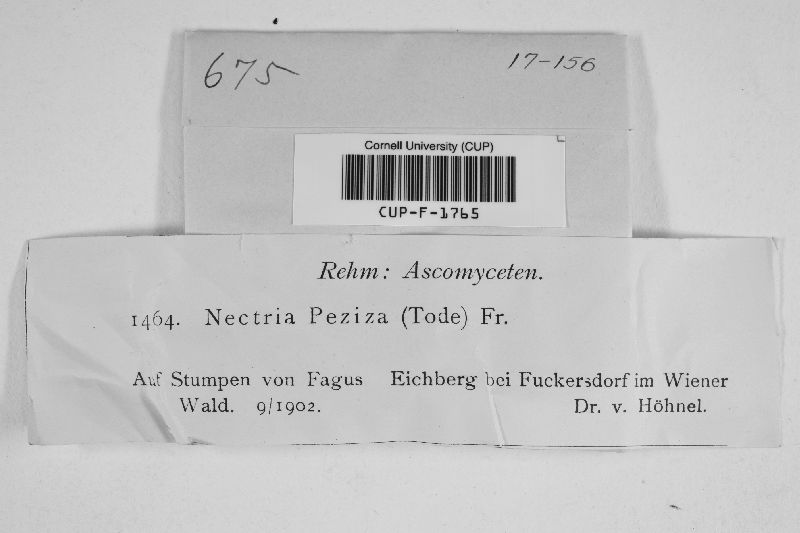 675 17-156
Cornell University (CUP)
CUP-F-1765
Rehm: Ascomyceten.
1464. Nectria Peziza (Tode) Fr.
Auf Stumpen von Fagus Eichberg bei Fuckersdorf im Wiener
Wald. 9/1902. Dr. v. Höhnel.